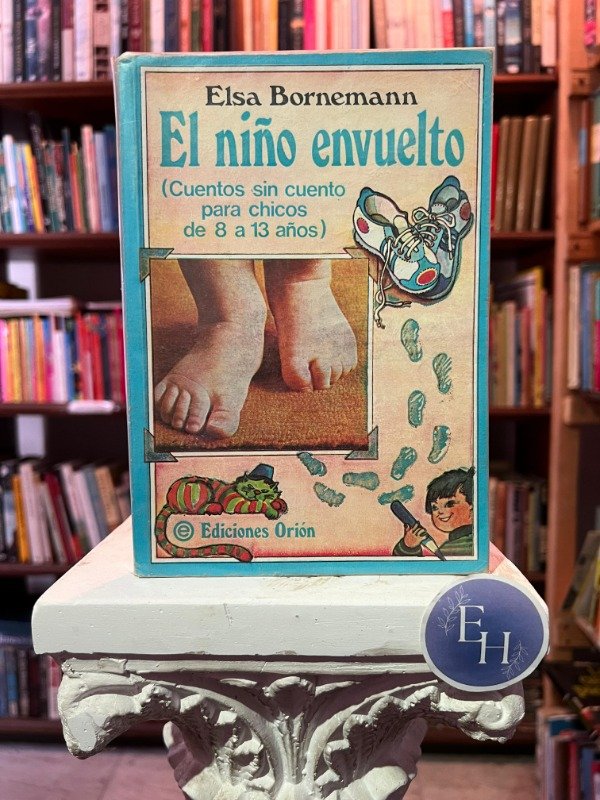 Elsa Bornemann
El niño envuelto
(Cuentos sin cuento
para chicos
de 8 a 13 años)
e Ediciones Orión
EH